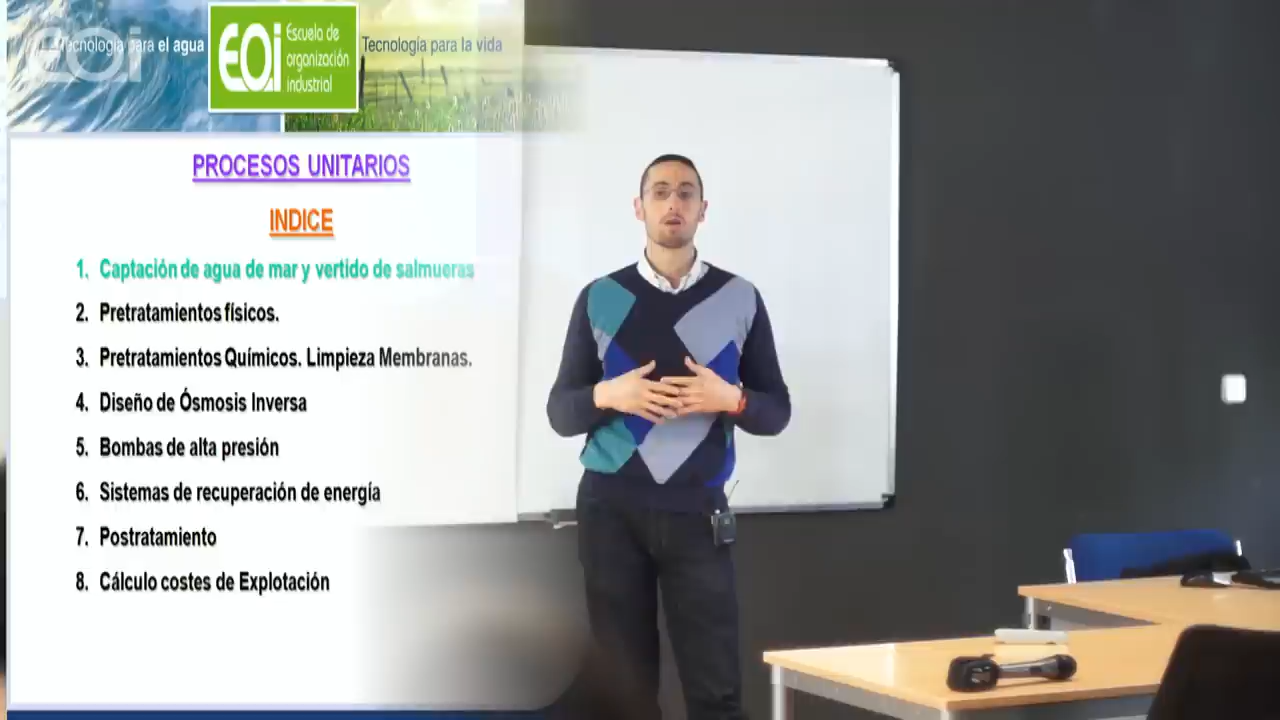 Tecnología para el agua
EOi
Escuela de
organización
industrial
Tecnología para la vida
EOi
PROCESOS UNITARIOS
INDICE
1. Captación de agua de mar y vertido de salmueras
2. Pretratamientos físicos.
3. Pretratamientos Químicos. Limpieza Membranas.
4. Diseño de Ósmosis Inversa
5. Bombas de alta presión
6. Sistemas de recuperación de energía
7. Postratamiento
8. Cálculo costes de Explotación